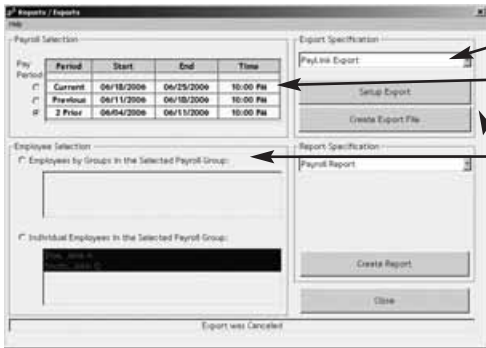 Reports / Exports
Help
Payroll Selection
Pay Period
Period Start End Time
Current 06/18/2006 06/25/2006 10:00 PM
Previous 06/11/2006 06/18/2006 10:00 PM
2 Prior 06/04/2006 06/11/2006 10:00 PM
Export Specification
PayLink Export
Setup Export
Create Export File
Employee Selection
Employees by Groups in the Selected Payroll Group:
Individual Employees in the Selected Payroll Group:
Report Specification
Payroll Report
Create Report
Close
Export was Canceled